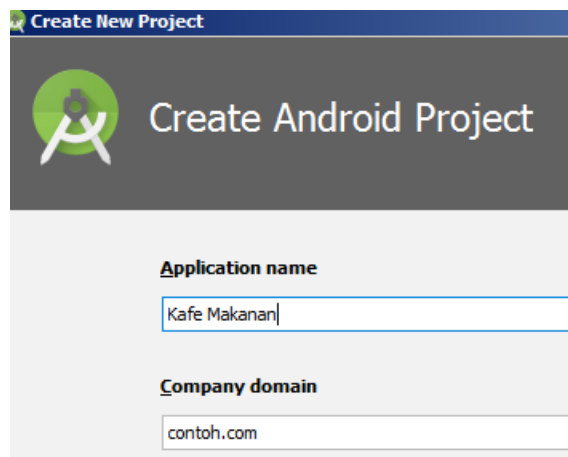 Create New Project
Create Android Project
Application name
Kafe Makanan
Company domain
contoh.com